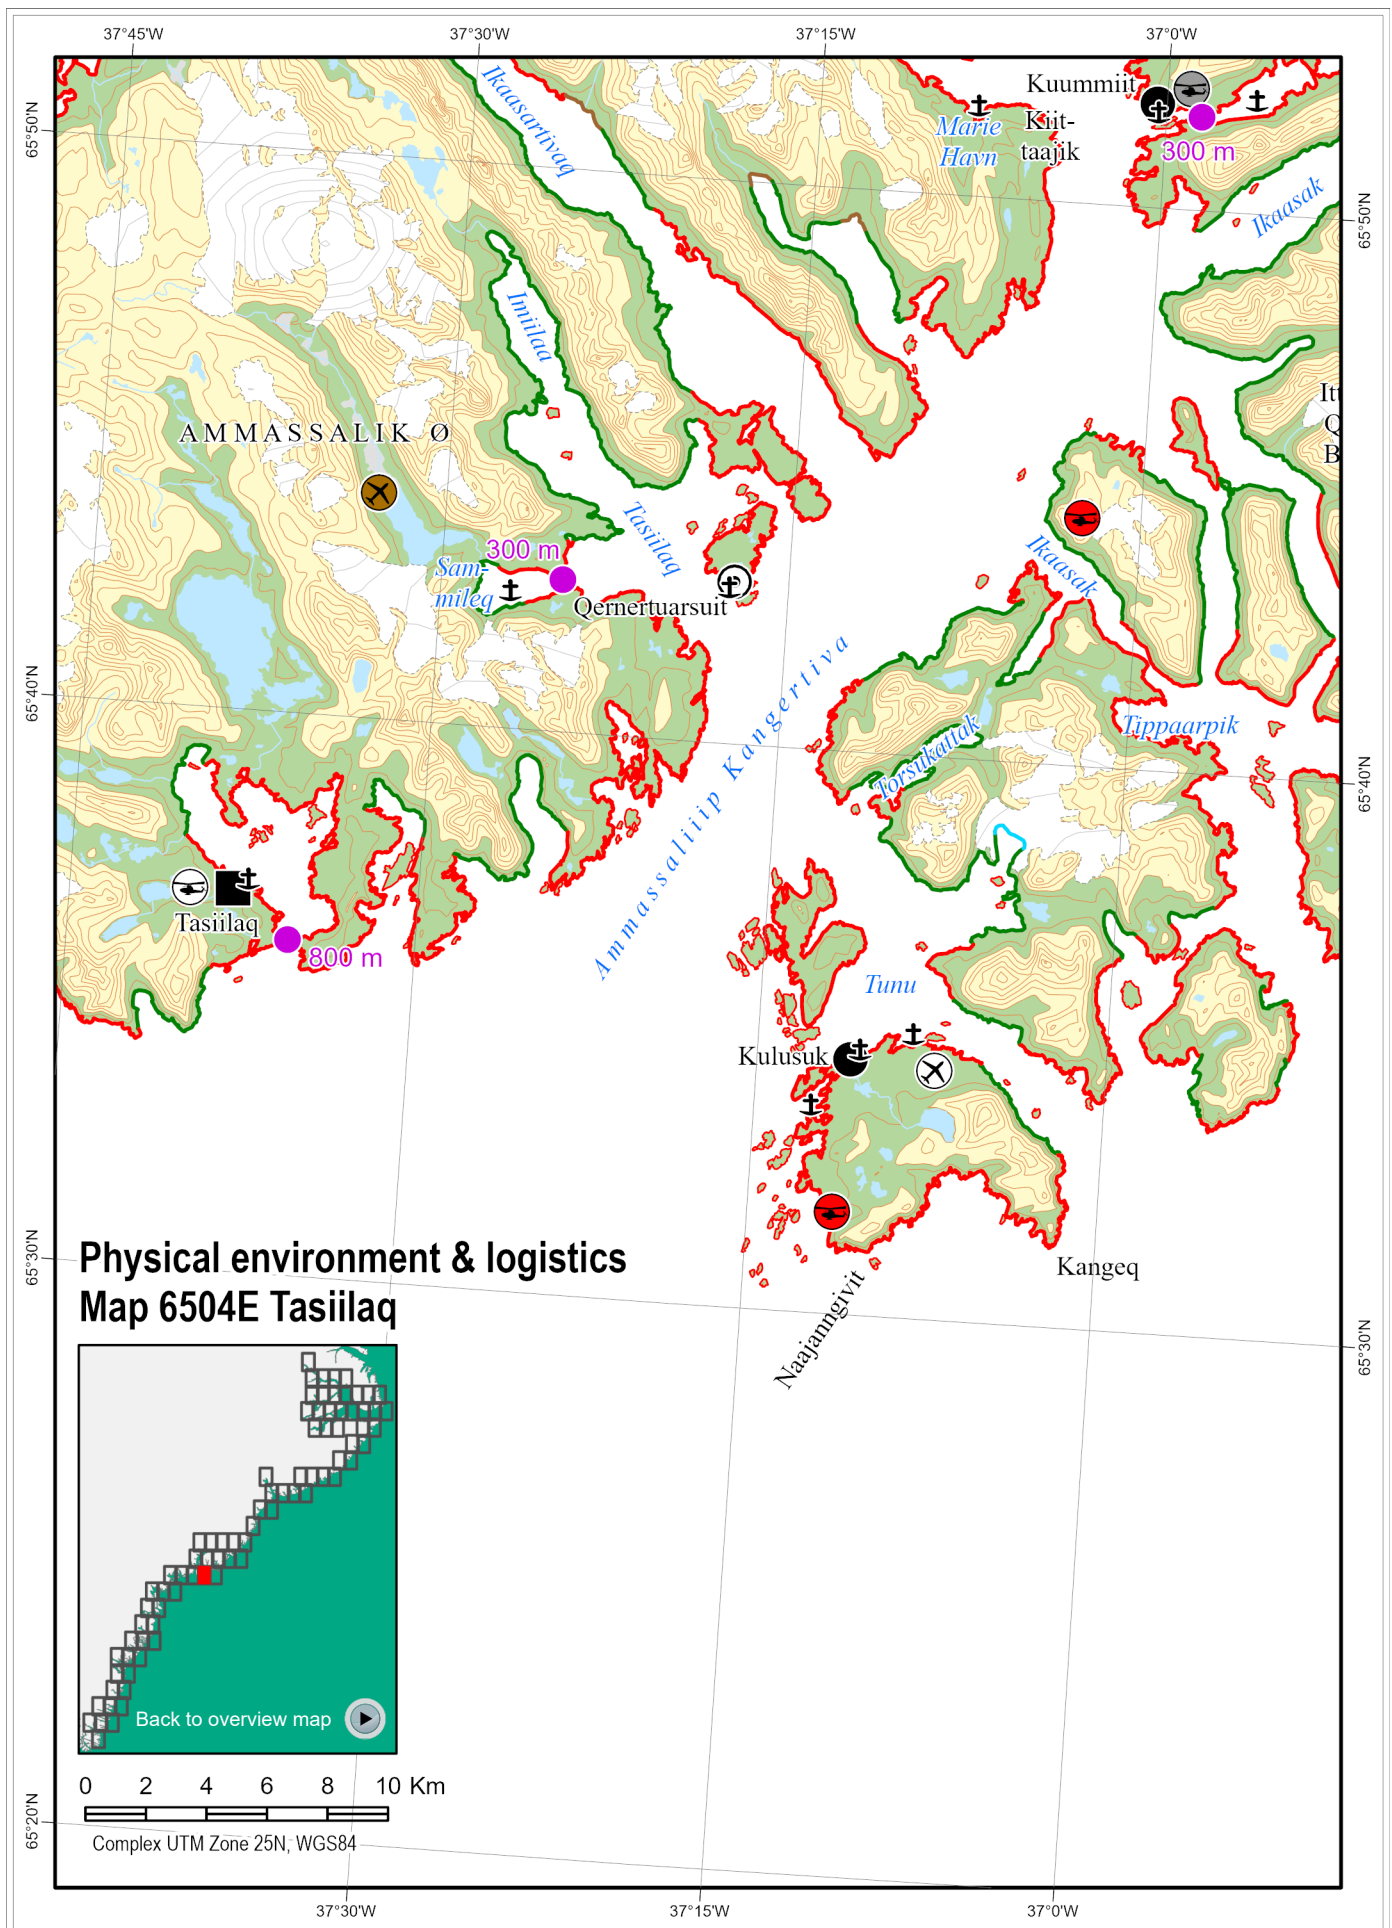 37°45'W
37°30'W
37°15'W
37°0'W
65°50'N
65°50'N
Ikaasartivaq
Marie
Havn
Kuummiit
Kiit-
taajik
300 m
Ikaasak
Imiilaa
Itt
Q
B
AMMASSALIK Ø
Tasiilaq
300 m
Sam-
mileq
Qernertuarsuit
Ikaasak
Ammassaliiip Kangertiva
65°40'N
65°40'N
Tippaarpik
Torsukattak
Tasiilaq
800 m
Tunu
Kulusuk
Kangeq
Naajanngivit
65°30'N
65°30'N
Physical environment & logistics
Map 6504E Tasiilaq
Back to overview map
0 2 4 6 8 10 Km
Complex UTM Zone 25N, WGS84
65°20'N
37°30'W
37°15'W
37°0'W